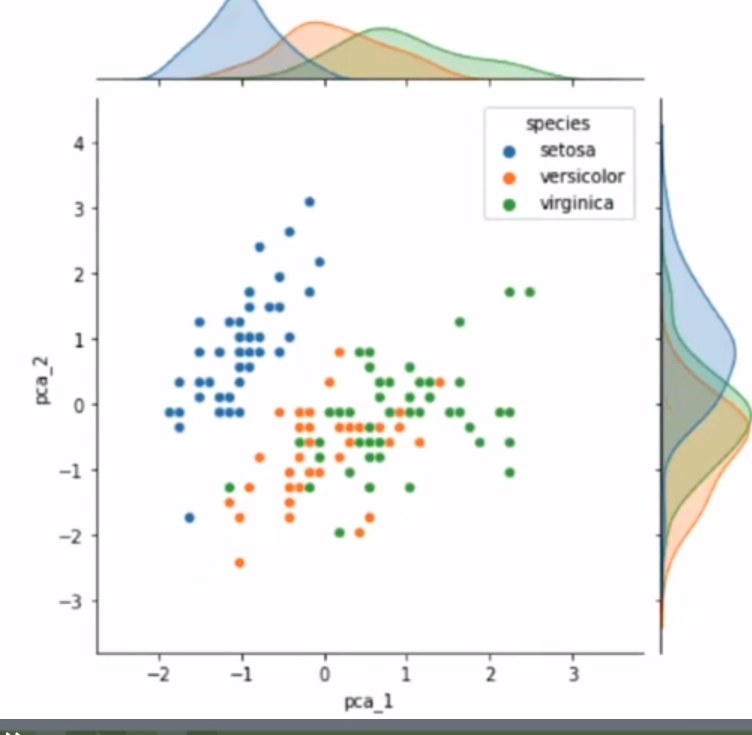 species
setosa
versicolor
virginica
4
3
2
1
0
−1
−2
−3
pca_2
−2 −1 0 1 2 3
pca_1